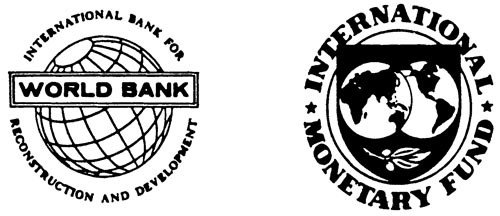 INTERNATIONAL BANK FOR
WORLD BANK
RECONSTRUCTION AND DEVELOPMENT
INTERNATIONAL
MONETARY FUND